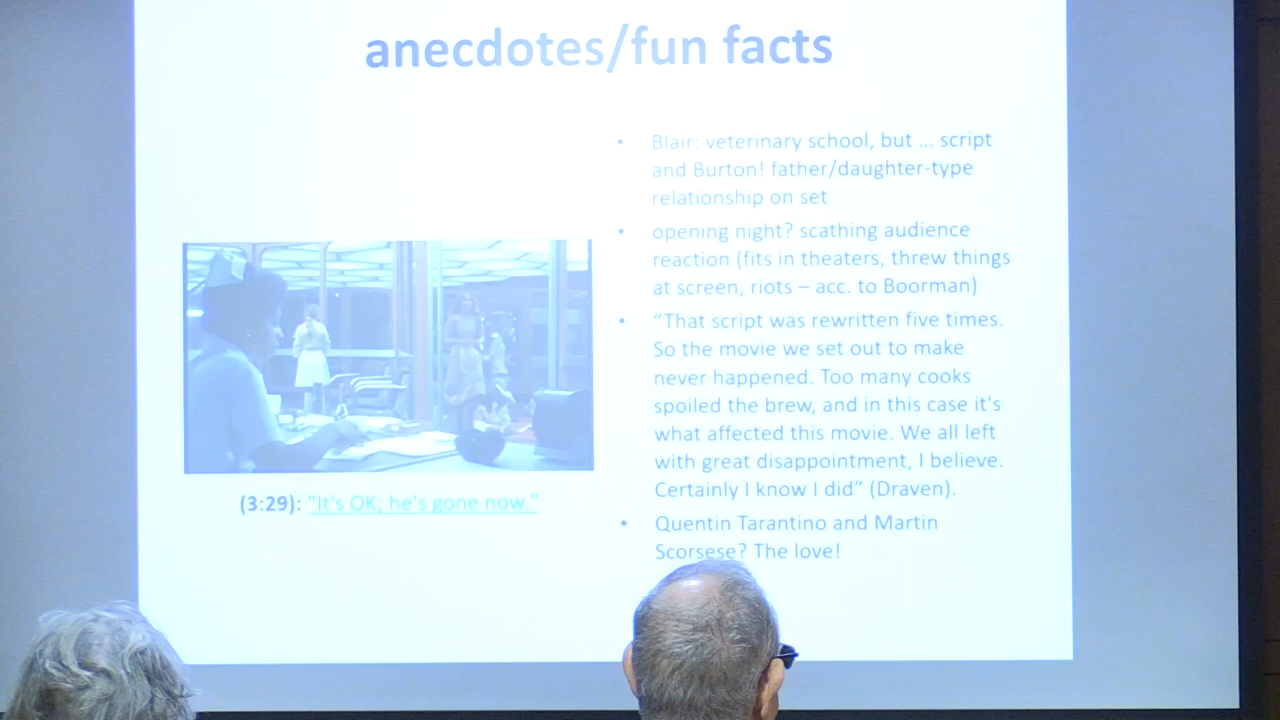 anecdotes/fun facts
• Blair: veterinary school, but ... script
and Burton! father/daughter-type
relationship on set
• opening night? scathing audience
reaction (fits in theaters, threw things
at screen, riots – acc. to Boorman)
• “That script was rewritten five times.
So the movie we set out to make
never happened. Too many cooks
spoiled the brew, and in this case it's
what affected this movie. We all left
with great disappointment, I believe.
Certainly I know I did” (Draven).
• Quentin Tarantino and Martin
Scorsese? The love!
(3:29): "It's OK; he's gone now."